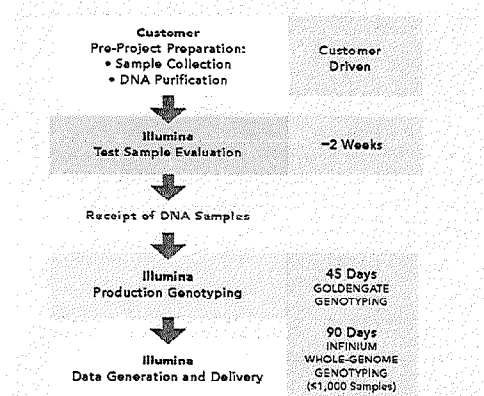 Customer
Pre-Project Preparation:
• Sample Collection
• DNA Purification
Customer
Driven
Illumina
Test Sample Evaluation
~2 Weeks
Receipt of DNA Samples
Illumina
Production Genotyping
45 Days
GOLDENGATE
GENOTYPING
Illumina
Data Generation and Delivery
90 Days
INFINIUM
WHOLE-GENOME
GENOTYPING
(≤1,000 Samples)